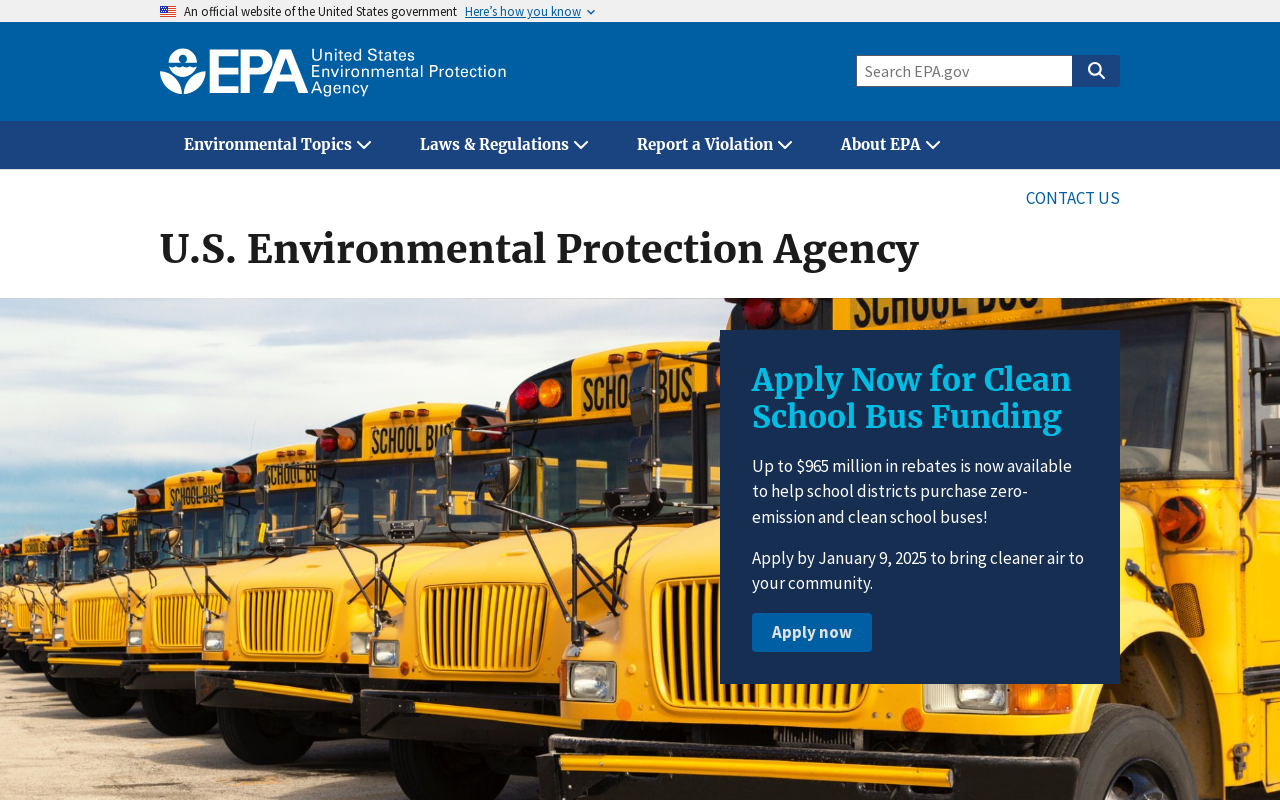 An official website of the United States government Here’s how you know
EPA United States
Environmental Protection
Agency
Search EPA.gov
Environmental Topics Laws & Regulations Report a Violation About EPA
CONTACT US
U.S. Environmental Protection Agency
SCHOOL BUS
SCHOOL BUS
SCHOOL BUS
SCHOOL BUS
SCHOOL BUS
Apply Now for Clean
School Bus Funding
Up to $965 million in rebates is now available
to help school districts purchase zero-
emission and clean school buses!
Apply by January 9, 2025 to bring cleaner air to
your community.
Apply now